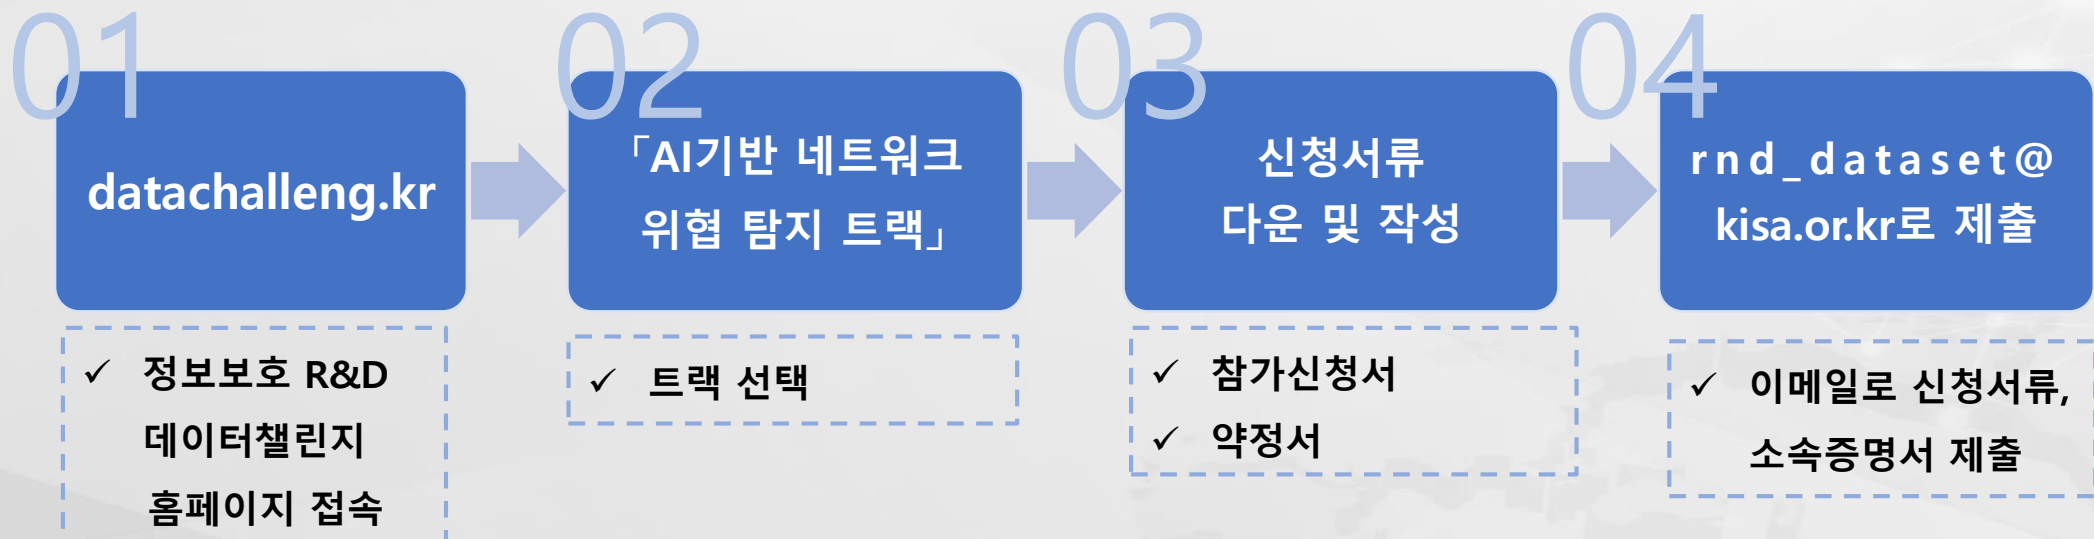 01
datachalleng.kr
✓ 정보보호 R&D
데이터챌린지
홈페이지 접속
02
「AI기반 네트워크
위협 탐지 트랙」
✓ 트랙 선택
03
신청서류
다운 및 작성
✓ 참가신청서
✓ 약정서
04
rnd_dataset@
kisa.or.kr로 제출
✓ 이메일로 신청서류,
소속증명서 제출